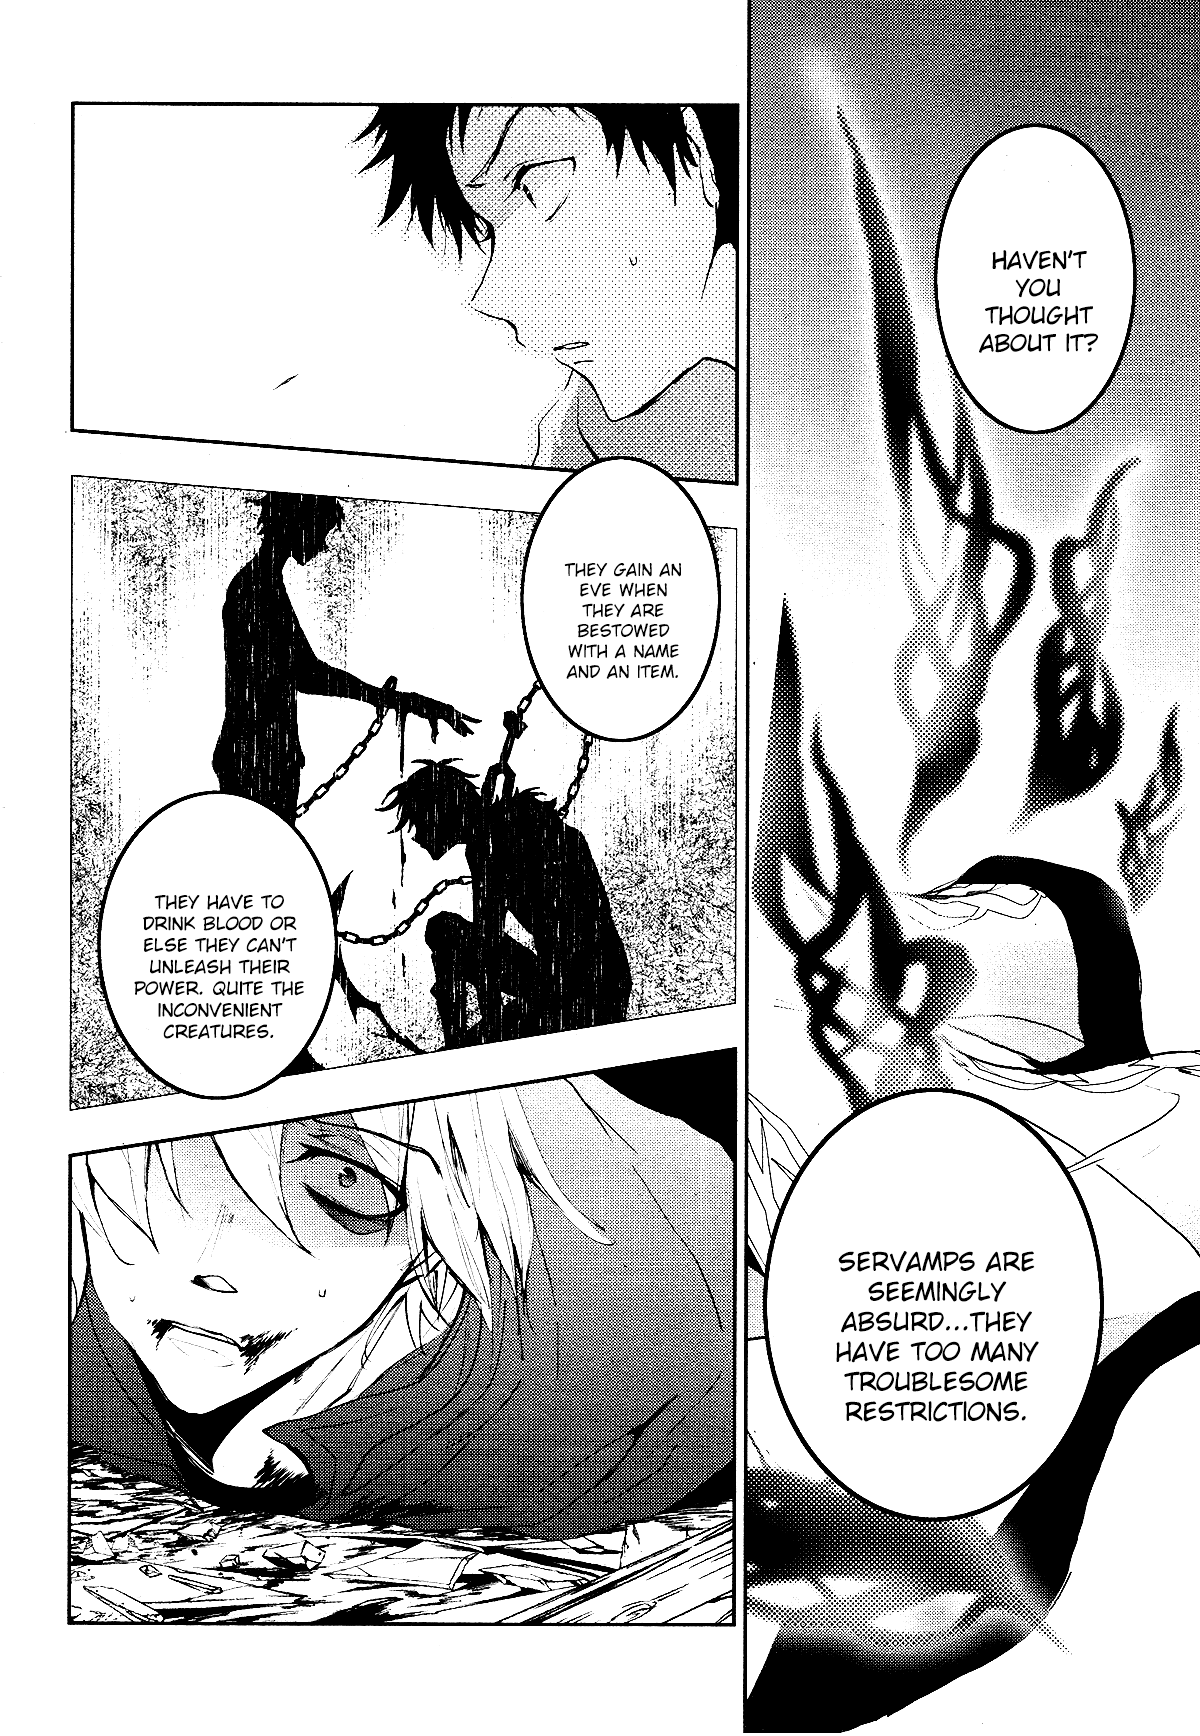 HAVEN'T
YOU
THOUGHT
ABOUT IT?
SERVAMPS ARE
SEEMINGLY
ABSURD...THEY
HAVE TOO MANY
TROUBLESOME
RESTRICTIONS.
THEY GAIN AN
EVE WHEN
THEY ARE
BESTOWED
WITH A NAME
AND AN ITEM.
THEY HAVE TO
DRINK BLOOD OR
ELSE THEY CAN'T
UNLEASH THEIR
POWER. QUITE THE
INCONVENIENT
CREATURES.